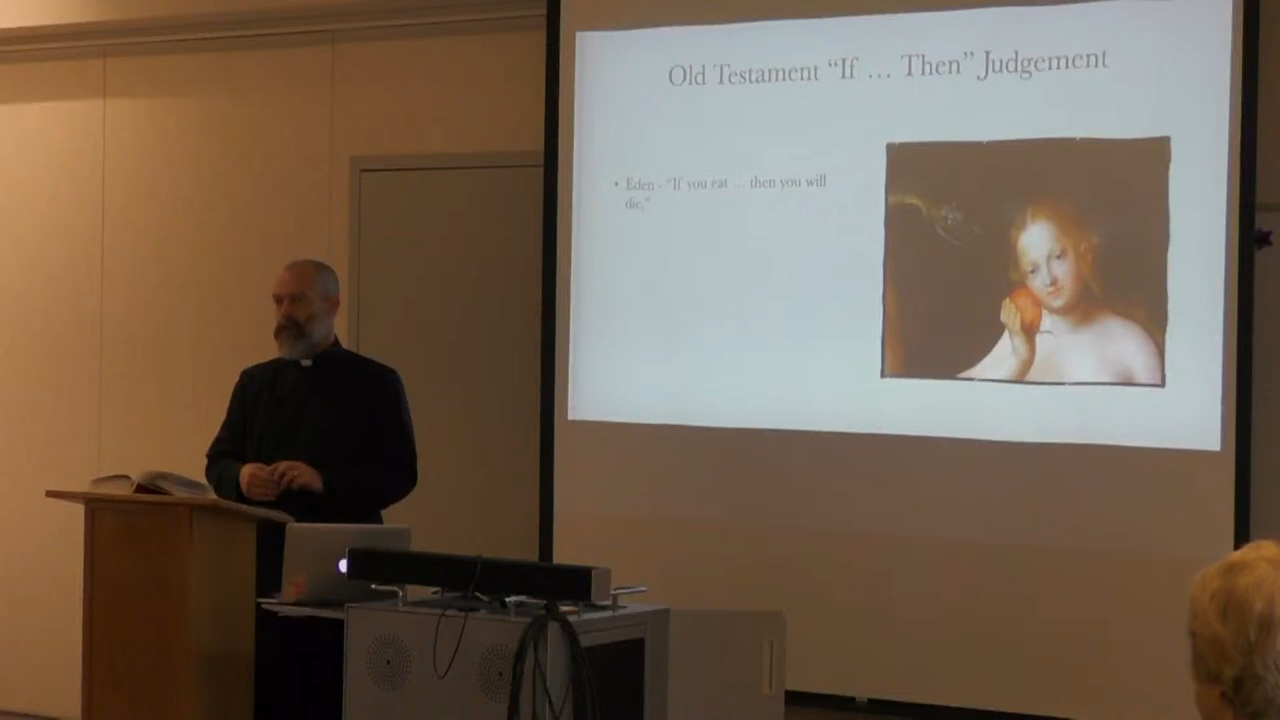 Old Testament “If … Then” Judgement
• Eden - “If you eat … then you will
die,”